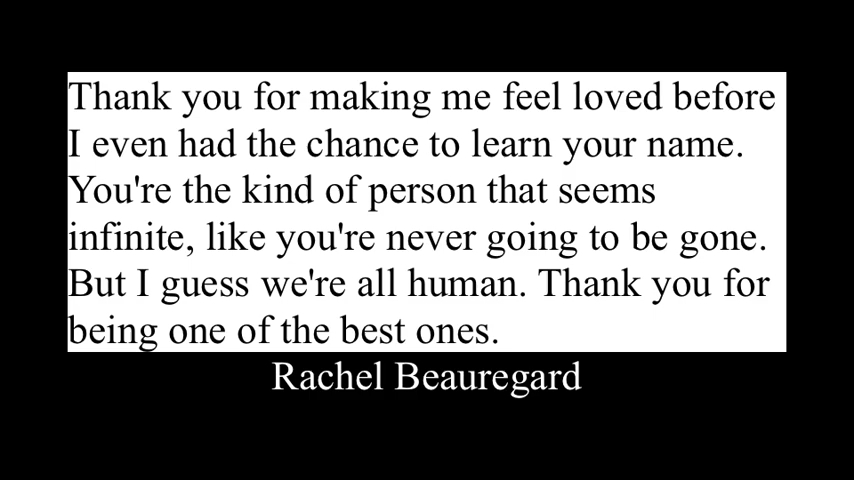 Thank you for making me feel loved before
I even had the chance to learn your name.
You're the kind of person that seems
infinite, like you're never going to be gone.
But I guess we're all human. Thank you for
being one of the best ones.
Rachel Beauregard